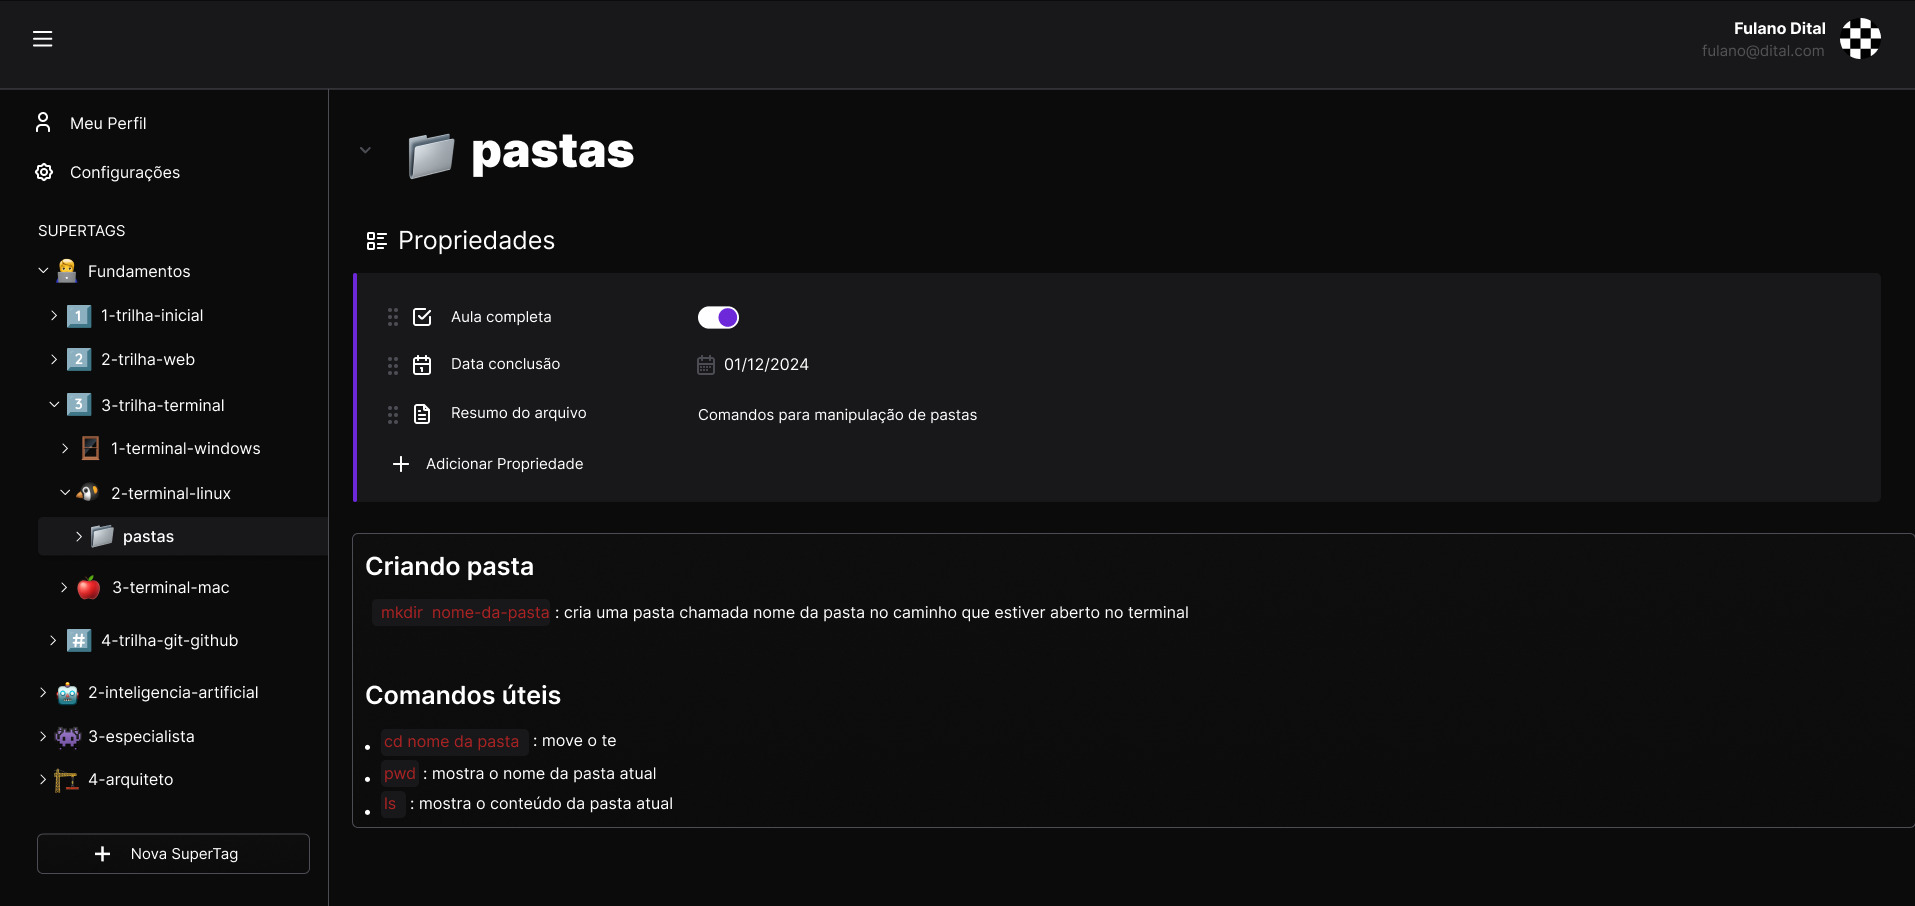 Fulano Dital
fulano@dital.com
Meu Perfil
Configurações
SUPERTAGS
Fundamentos
1 1-trilha-inicial
2 2-trilha-web
3 3-trilha-terminal
1-terminal-windows
2-terminal-linux
pastas
3-terminal-mac
# 4-trilha-git-github
2-inteligencia-artificial
3-especialista
4-arquiteto
+ Nova SuperTag
pastas
Propriedades
Aula completa
Data conclusão 01/12/2024
Resumo do arquivo Comandos para manipulação de pastas
+ Adicionar Propriedade
Criando pasta
mkdir nome-da-pasta : cria uma pasta chamada nome da pasta no caminho que estiver aberto no terminal
Comandos úteis
• cd nome da pasta : move o te
• pwd : mostra o nome da pasta atual
• ls : mostra o conteúdo da pasta atual